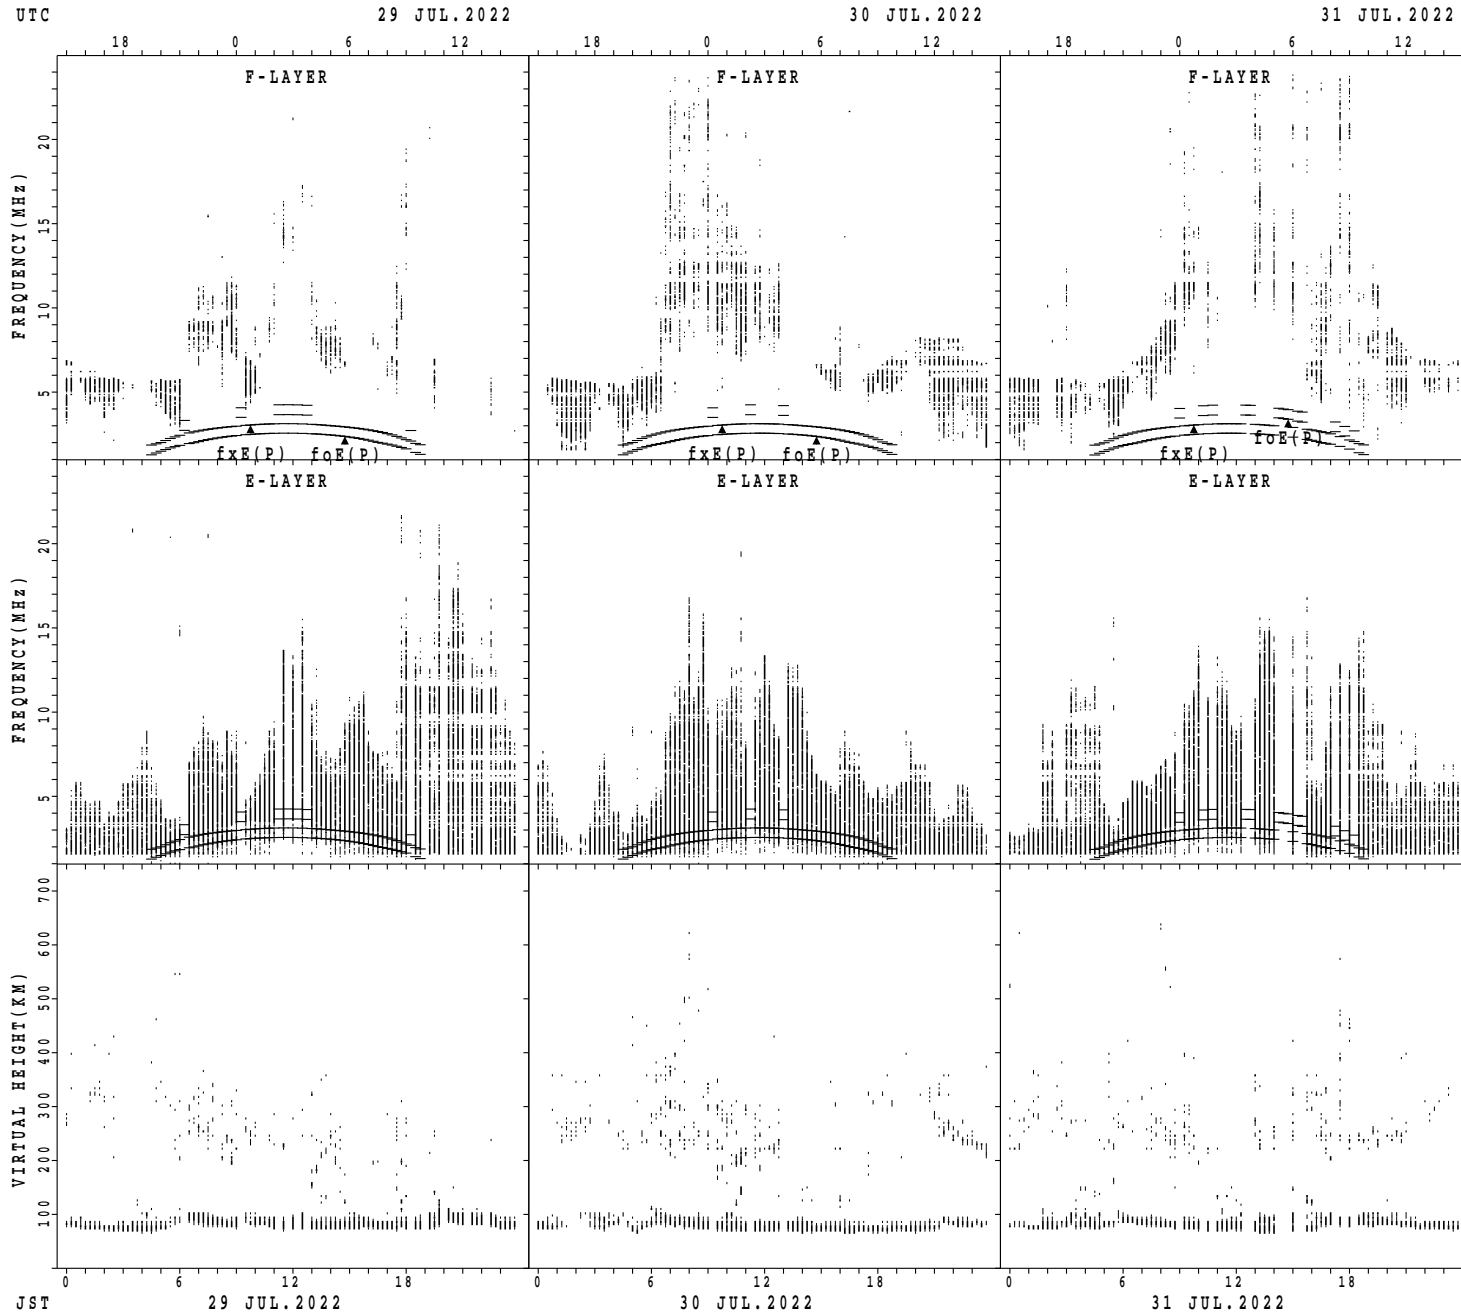 UTC 29 JUL.2022 30 JUL.2022 31 JUL.2022
18 0 6 12 18 0 6 12 18 0 6 12
F-LAYER F-LAYER F-LAYER
FREQUENCY(MHz)
20
15
10
5
fxE(P) foE(P) fxE(P) foE(P) fxE(P) foE(P)
E-LAYER E-LAYER E-LAYER
FREQUENCY(MHz)
20
15
10
5
VIRTUAL HEIGHT(KM)
700
600
500
400
300
200
100
0 6 12 18 0 6 12 18 0 6 12 18
JST 29 JUL.2022 30 JUL.2022 31 JUL.2022